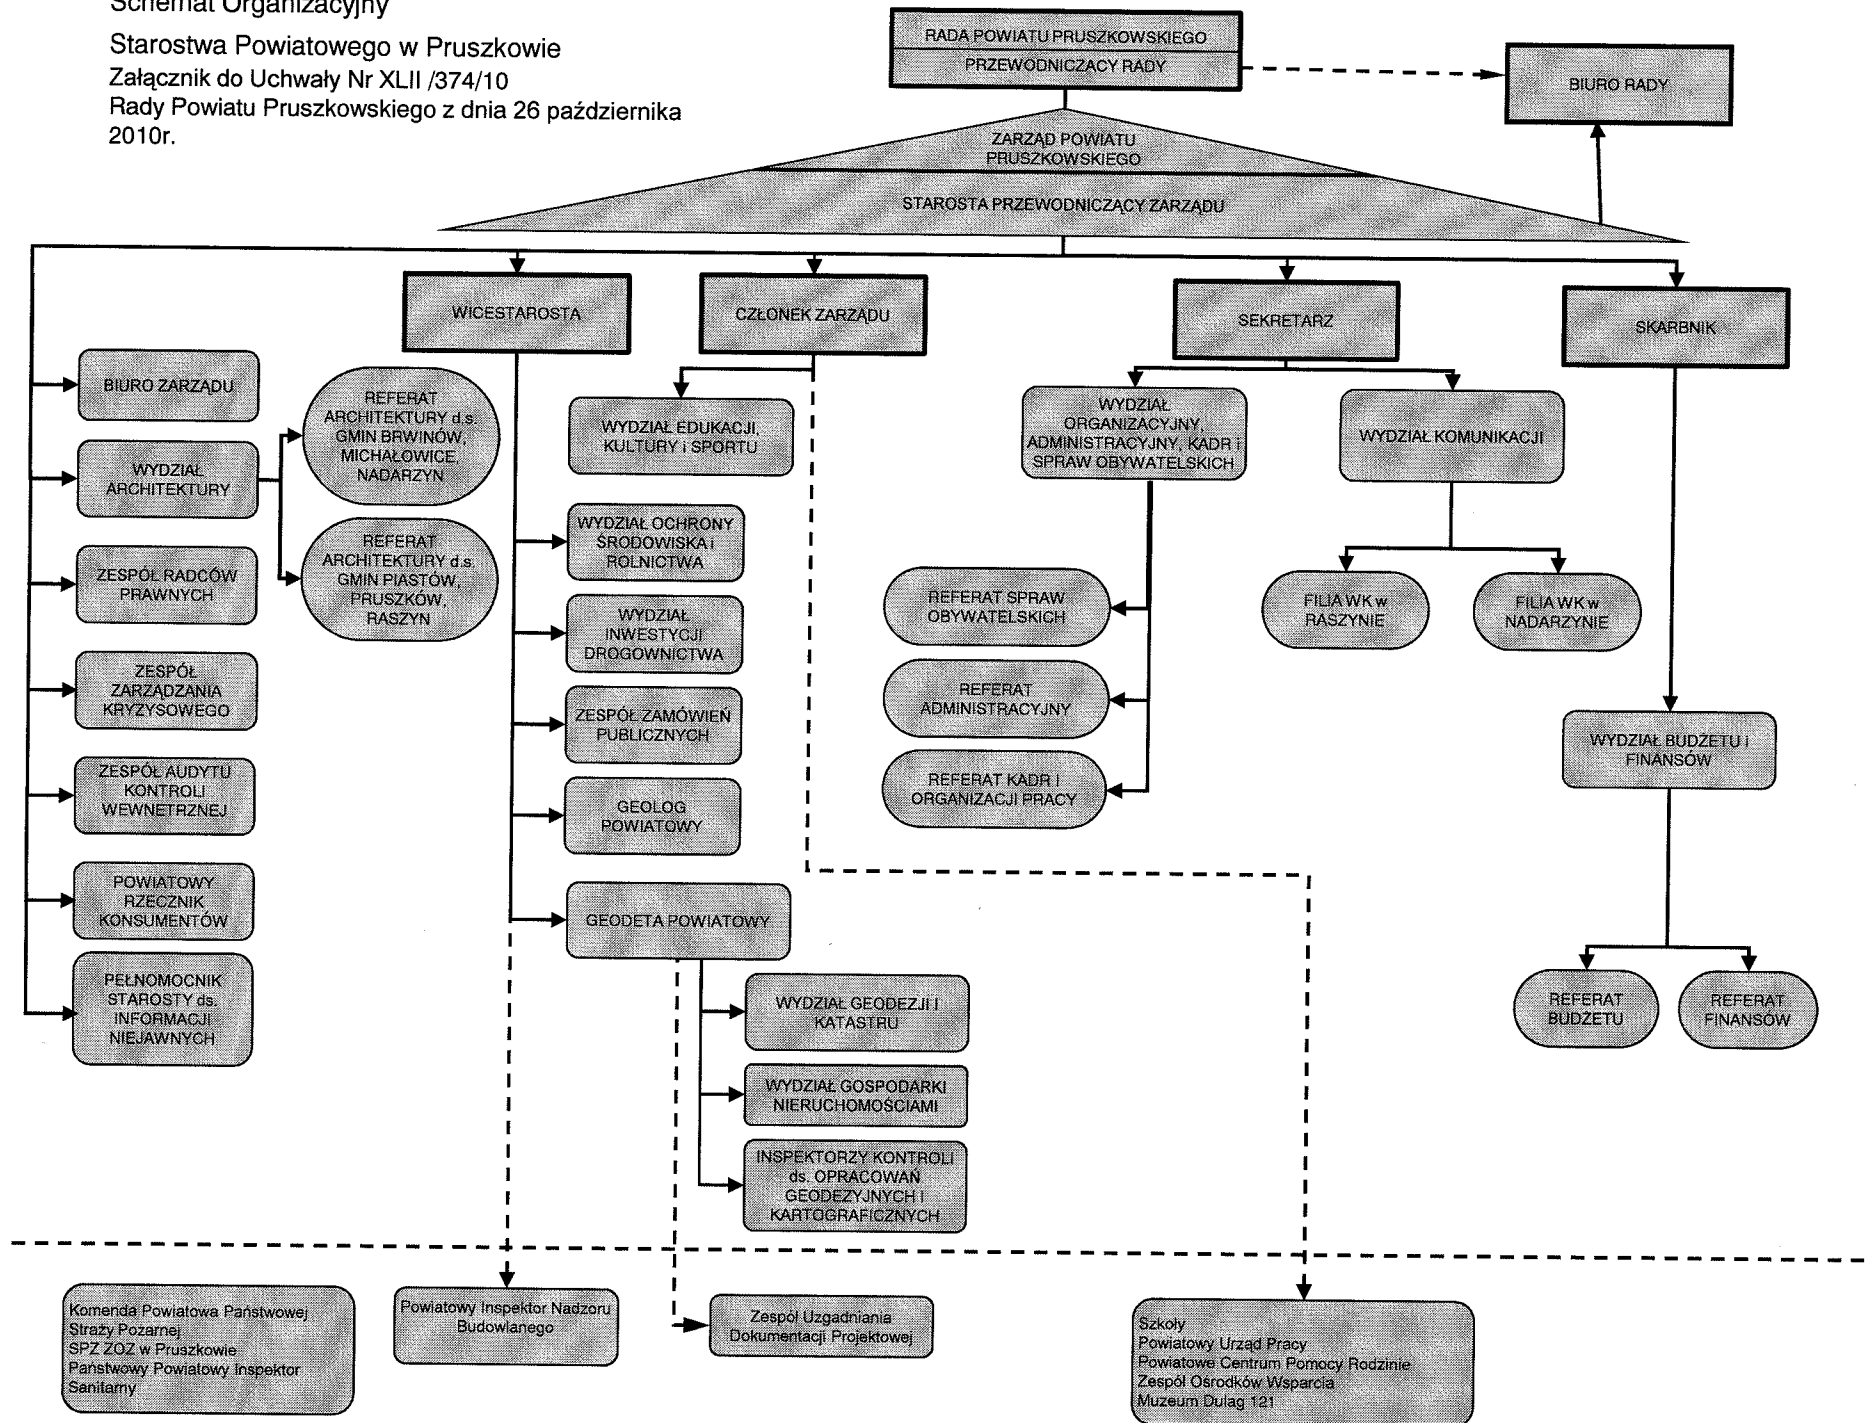 Schemat Organizacyjny
Starostwa Powiatowego w Pruszkowie
Załącznik do Uchwały Nr XLII /374/10
Rady Powiatu Pruszkowskiego z dnia 26 października
2010r.
RADA POWIATU PRUSZKOWSKIEGO
PRZEWODNICZACY RADY
BIURO RADY
ZARZĄD POWIATU
PRUSZKOWSKIEGO
STAROSTA PRZEWODNICZĄCY ZARZĄDU
WICESTAROSTA
CZŁONEK ZARZĄDU
SEKRETARZ
SKARBNIK
BIURO ZARZĄDU
WYDZIAŁ
ARCHITEKTURY
ZESPÓŁ RADCÓW
PRAWNYCH
ZESPÓŁ
ZARZĄDZANIA
KRYZYSOWEGO
ZESPÓŁ AUDYTU
KONTROLI
WEWNETRZNEJ
POWIATOWY
RZECZNIK
KONSUMENTÓW
PEŁNOMOCNIK
STAROSTY ds.
INFORMACJI
NIEJAWNYCH
REFERAT
ARCHITEKTURY d.s.
GMIN BRWINÓW,
MICHAŁOWICE,
NADARZYN
REFERAT
ARCHITEKTURY d.s.
GMIN PIASTÓW,
PRUSZKÓW,
RASZYN
WYDZIAŁ EDUKACJI,
KULTURY i SPORTU
WYDZIAŁ OCHRONY
ŚRODOWISKA i
ROLNICTWA
WYDZIAŁ
INWESTYCJI
DROGOWNICTWA
ZESPÓŁ ZAMÓWIEŃ
PUBLICZNYCH
GEOLOG
POWIATOWY
GEODETA POWIATOWY
WYDZIAŁ GEODEZJI I
KATASTRU
WYDZIAŁ GOSPODARKI
NIERUCHOMOŚCIAMI
INSPEKTORZY KONTROLI
ds. OPRACOWAŃ
GEODEZYJNYCH I
KARTOGRAFICZNYCH
WYDZIAŁ
ORGANIZACYJNY,
ADMINISTRACYJNY, KADR i
SPRAW OBYWATELSKICH
WYDZIAŁ KOMUNIKACJI
REFERAT SPRAW
OBYWATELSKICH
REFERAT
ADMINISTRACYJNY
REFERAT KADR I
ORGANIZACJI PRACY
FILIA WK w
RASZYNIE
FILIA WK w
NADARZYNIE
WYDZIAŁ BUDŻETU I
FINANSÓW
REFERAT
BUDŻETU
REFERAT
FINANSÓW
Komenda Powiatowa Państwowej
Straży Pożarnej
SPZ ZOZ w Pruszkowie
Państwowy Powiatowy Inspektor
Sanitarny
Powiatowy Inspektor Nadzoru
Budowlanego
Zespół Uzgadniania
Dokumentacji Projektowej
Szkoły
Powiatowy Urząd Pracy
Powiatowe Centrum Pomocy Rodzinie
Zespół Ośrodków Wsparcia
Muzeum Dulag 121